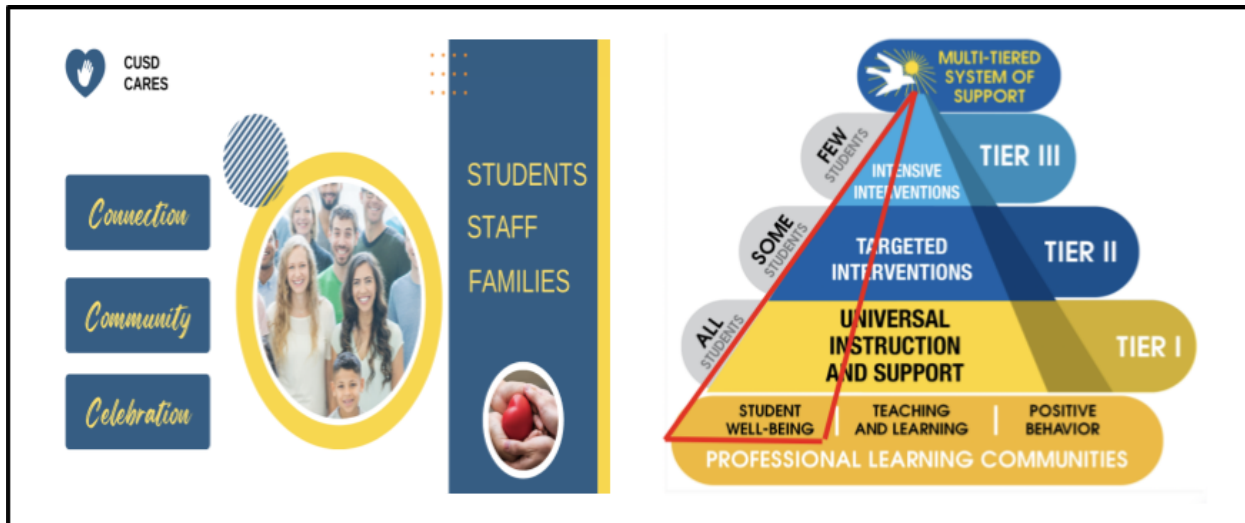 CUSD
CARES
Connection
Community
Celebration
STUDENTS
STAFF
FAMILIES
MULTI-TIERED
SYSTEM OF
SUPPORT
FEW
STUDENTS
INTENSIVE
INTERVENTIONS
TIER III
SOME
STUDENTS
TARGETED
INTERVENTIONS
TIER II
ALL
STUDENTS
UNIVERSAL
INSTRUCTION
AND SUPPORT
TIER I
STUDENT
WELL-BEING
TEACHING
AND LEARNING
POSITIVE
BEHAVIOR
PROFESSIONAL LEARNING COMMUNITIES